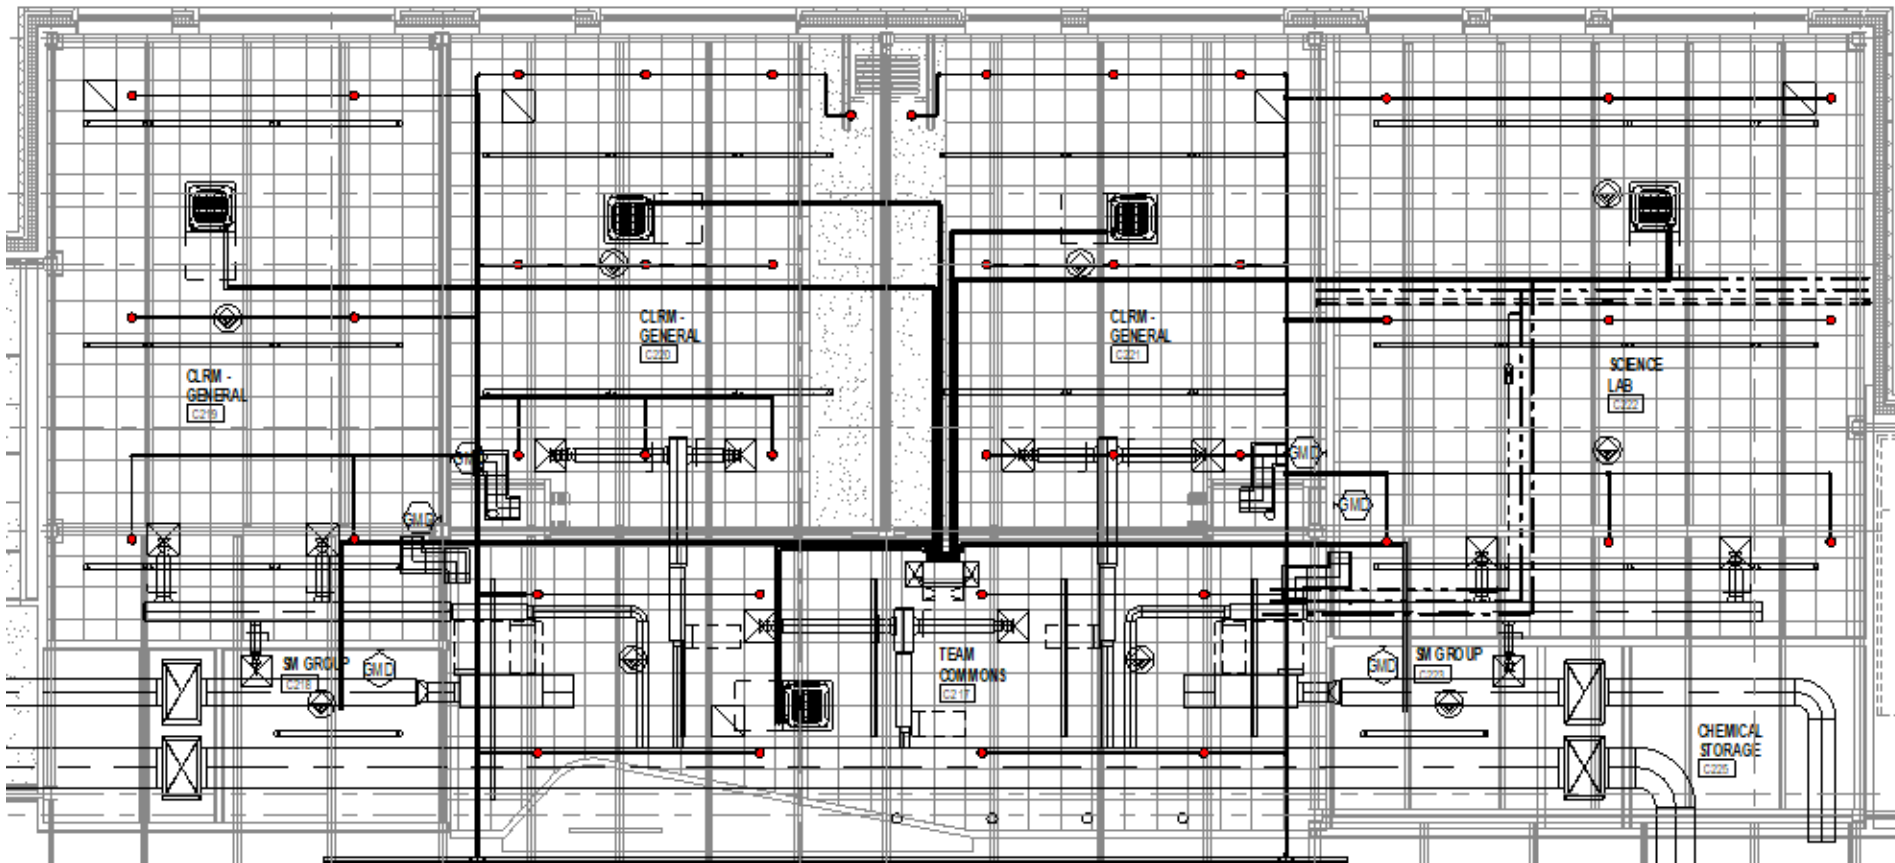 CLRM -
GENERAL
C220
CLRM -
GENERAL
C221
SCIENCE
LAB
C222
CLRM -
GENERAL
C219
GMD
GMD
GMD
GMD
TEAM
COMMONS
C217
SM GROUP
C218
GMD
SM GROUP
C223
GMD
CHEMICAL
STORAGE
C225